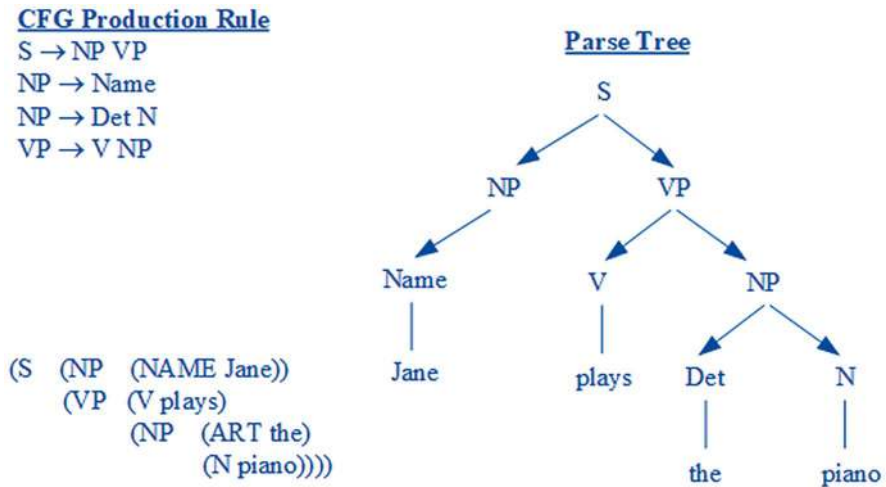 CFG Production Rule
S → NP VP
NP → Name
NP → Det N
VP → V NP
Parse Tree
S
NP VP
Name V NP
Jane plays Det N
the piano
(S (NP (NAME Jane))
(VP (V plays)
(NP (ART the)
(N piano))))